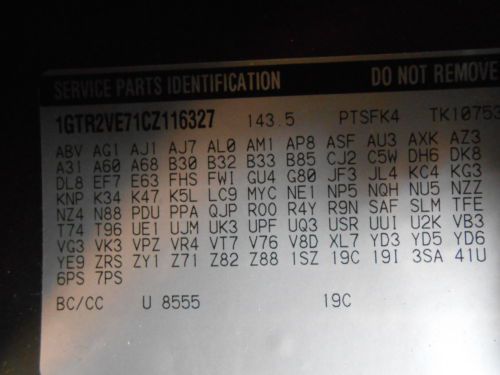 SERVICE PARTS IDENTIFICATION DO NOT REMOVE
1GTR2VE71CZ116327 143.5 PTSFK4 TK10753
ABV AG1 AJ1 AJ7 AL0 AM1 AP8 ASF AU3 AXK AZ3
A31 A60 A68 B30 B32 B33 B85 CJ2 C5W DH6 DK8
DL8 EF7 E63 FHS FWI GU4 G80 JF3 JL4 KC4 KG3
KNP K34 K47 K5L LC9 MYC NE1 NP5 NQH NU5 NZZ
NZ4 N88 PDU PPA QJP R00 R4Y R9N SAF SLM TFE
T74 T96 UE1 UJM UK3 UPF UQ3 USR UU1 U2K VB3
VG3 VK3 VPZ VR4 VT7 V76 V8D XL7 YD3 YD5 YD6
YE9 ZRS ZY1 Z71 Z82 Z88 1SZ 19C 19I 3SA 41U
6PS 7PS
BC/CC U 8555 19C